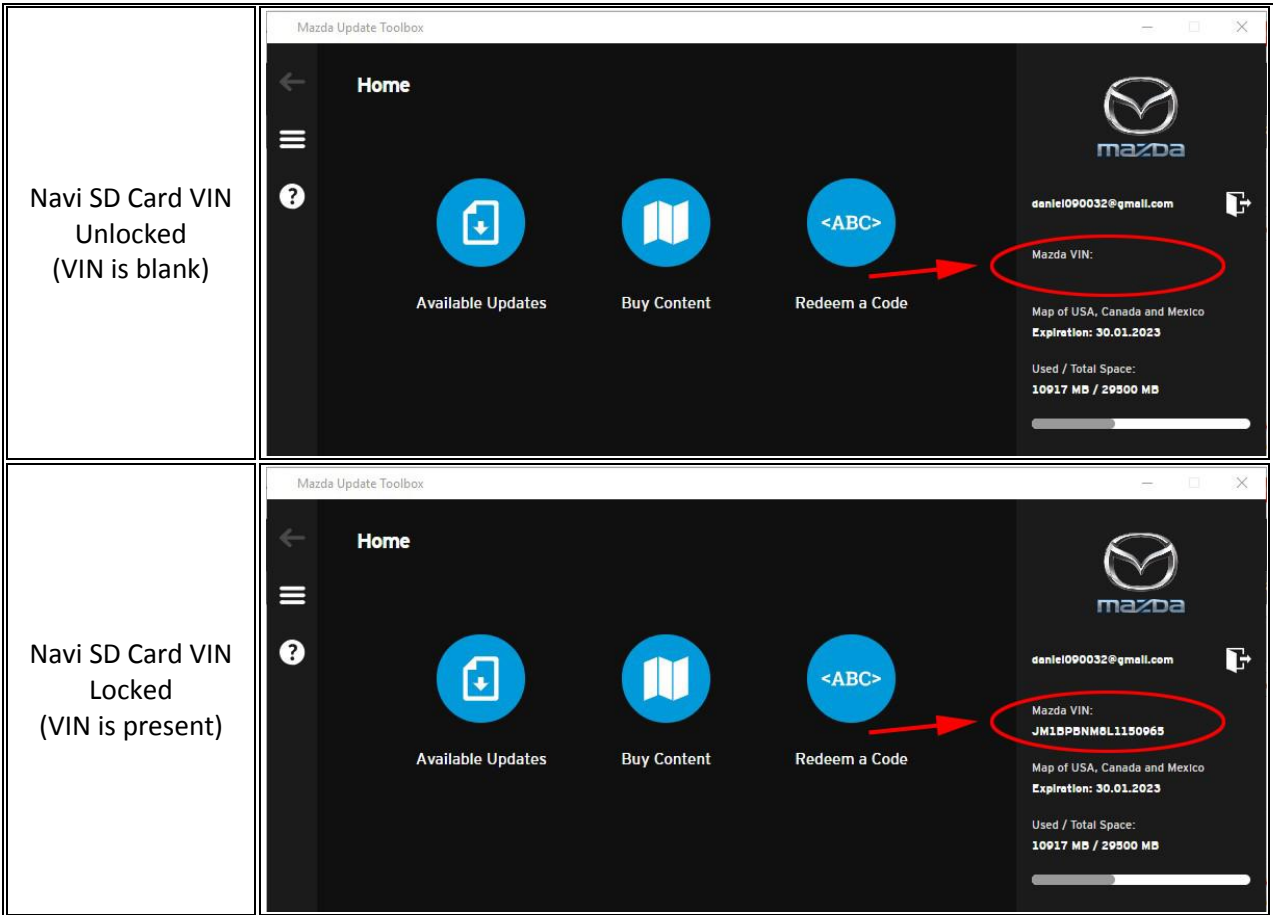 Navi SD Card VIN
Unlocked
(VIN is blank)
Mazda Update Toolbox
Home
?
<ABC>
Available Updates
Buy Content
Redeem a Code
mazDa
daniel090032@gmail.com
Mazda VIN:
Map of USA, Canada and Mexico
Expiration: 30.01.2023
Used / Total Space:
10917 MB / 29500 MB
Navi SD Card VIN
Locked
(VIN is present)
Mazda Update Toolbox
Home
?
<ABC>
Available Updates
Buy Content
Redeem a Code
mazDa
daniel090032@gmail.com
Mazda VIN:
JM1BPBNM8L1150965
Map of USA, Canada and Mexico
Expiration: 30.01.2023
Used / Total Space:
10917 MB / 29500 MB